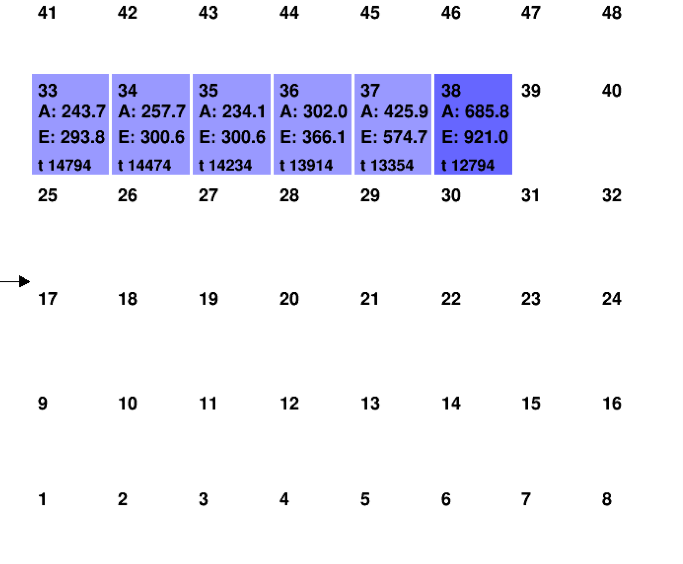 41 42 43 44 45 46 47 48
33 34 35 36 37 38 39 40
A: 243.7 A: 257.7 A: 234.1 A: 302.0 A: 425.9 A: 685.8
E: 293.8 E: 300.6 E: 300.6 E: 366.1 E: 574.7 E: 921.0
t 14794 t 14474 t 14234 t 13914 t 13354 t 12794
25 26 27 28 29 30 31 32
17 18 19 20 21 22 23 24
9 10 11 12 13 14 15 16
1 2 3 4 5 6 7 8